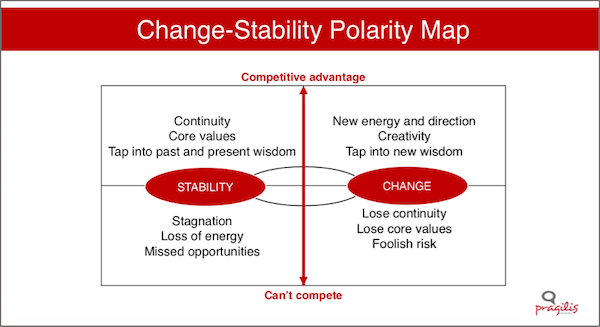 Change-Stability Polarity Map
Competitive advantage
Continuity
Core values
Tap into past and present wisdom
New energy and direction
Creativity
Tap into new wisdom
STABILITY
CHANGE
Stagnation
Loss of energy
Missed opportunities
Lose continuity
Lose core values
Foolish risk
Can't compete
pragilis